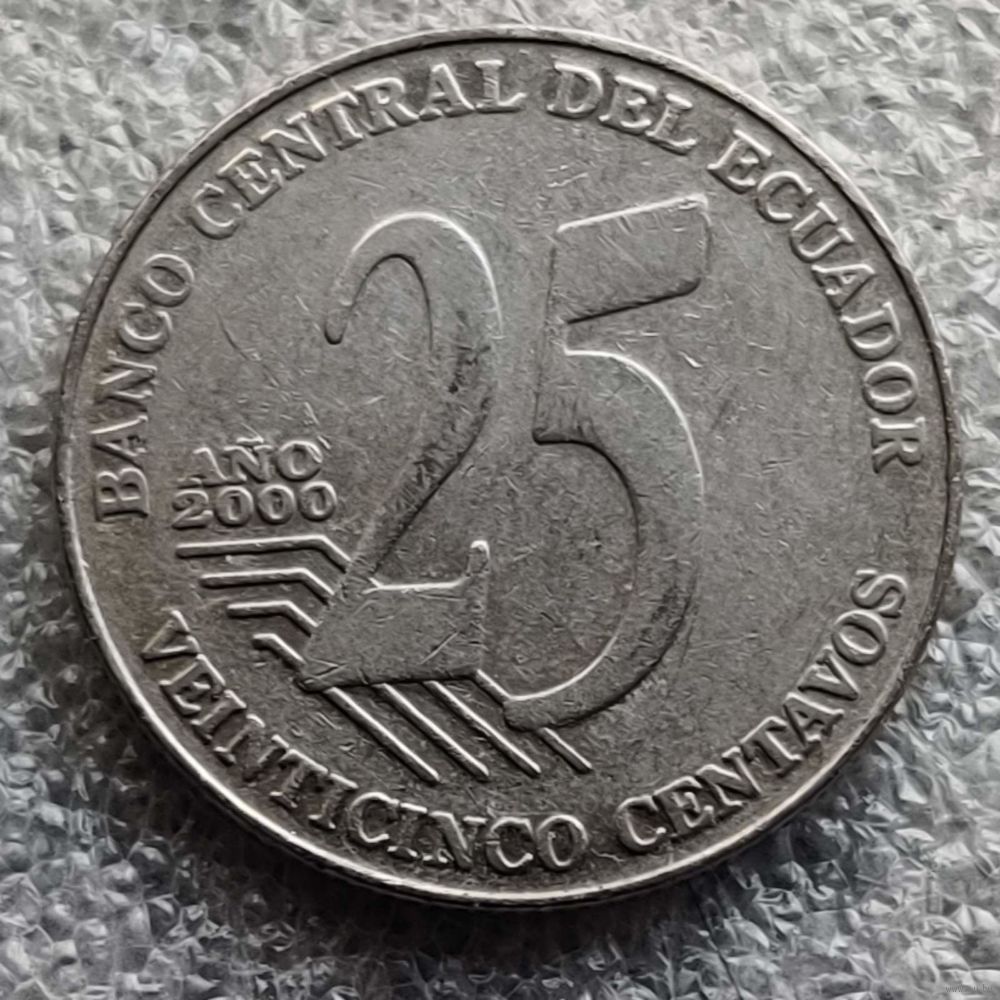 BANCO CENTRAL DEL ECUADOR
25
AÑO
2000
VEINTICINCO CENTAVOS